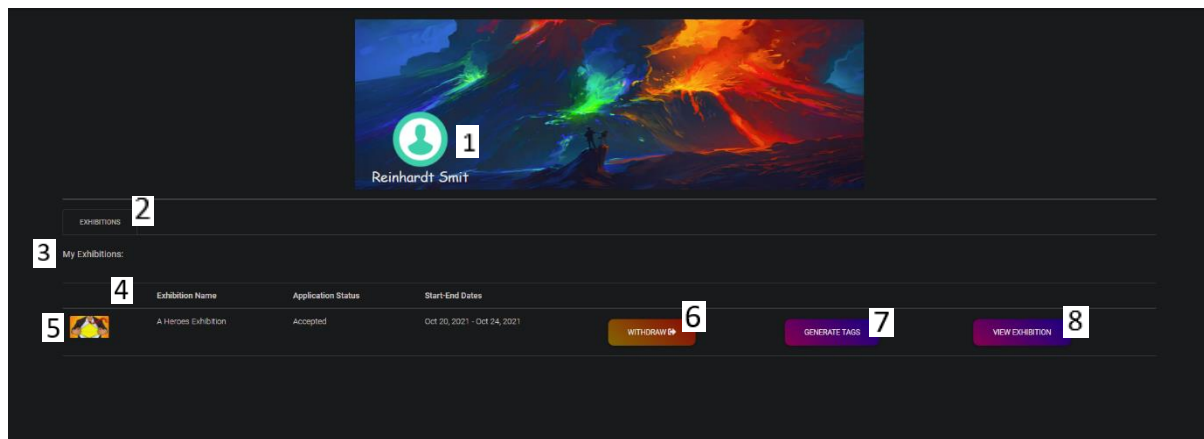 1
Reinhardt Smit
2
EXHIBITIONS
3 My Exhibitions:
4 Exhibition Name Application Status Start-End Dates
5 A Heroes Exhibition Accepted Oct 20, 2021 - Oct 24, 2021 WITHDRAW 6 GENERATE TAGS 7 VIEW EXHIBITION 8